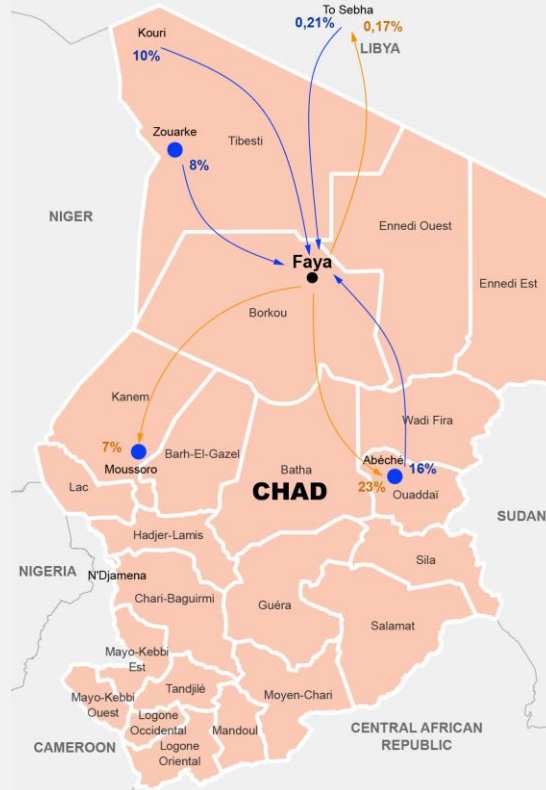 To Sebha
0,21%
0,17%
LIBYA
Kouri
10%
Zouarke
8%
Tibesti
NIGER
Ennedi Ouest
Ennedi Est
Faya
Borkou
Kanem
Wadi Fira
7%
Moussoro
Barh-El-Gazel
Batha
CHAD
Abéché
16%
23%
Ouaddaï
Lac
SUDAN
Hadjer-Lamis
NIGERIA
N'Djamena
Sila
Chari-Baguirmi
Guéra
Salamat
Mayo-Kebbi
Est
Mayo-Kebbi
Ouest
Tandjilé
Moyen-Chari
Logone
Occidental
Mandoul
Logone
Oriental
CAMEROON
CENTRAL AFRICAN
REPUBLIC